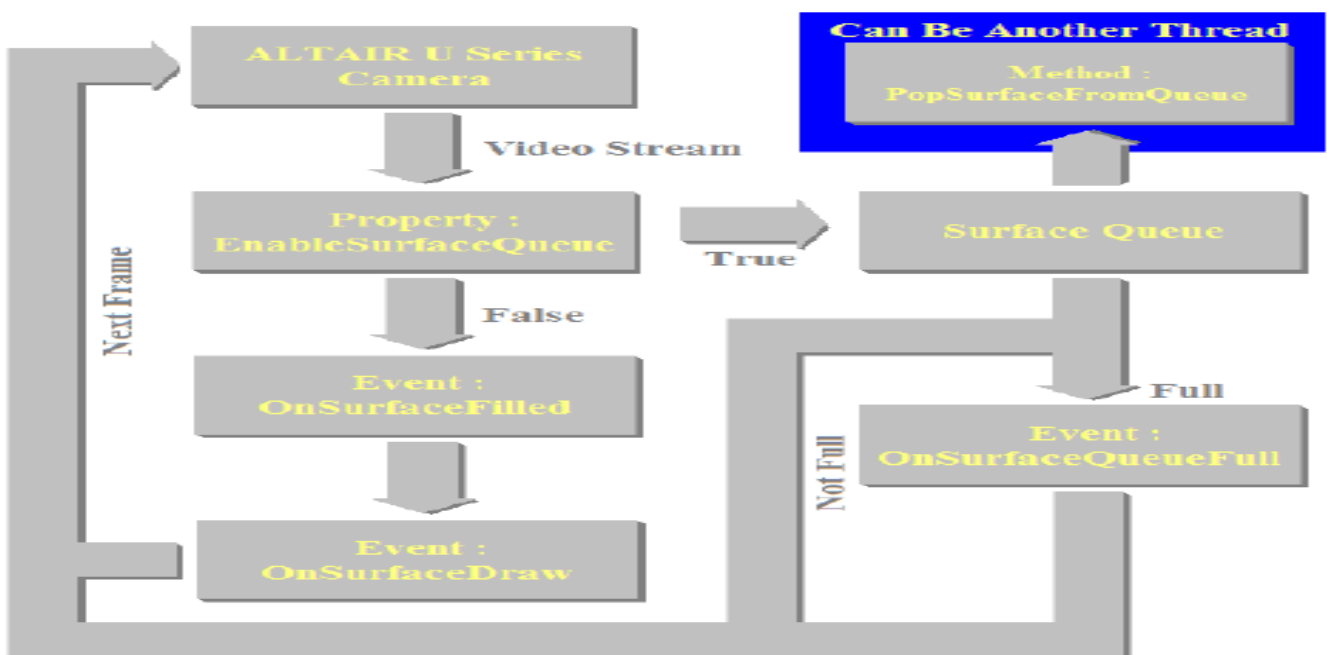 ALTAIR U Series
Camera
Can Be Another Thread
Method :
PopSurfaceFromQueue
Video Stream
Property :
EnableSurfaceQueue
True
Surface Queue
Next Frame
False
Event :
OnSurfaceFilled
Full
Not Full
Event :
OnSurfaceQueueFull
Event :
OnSurfaceDraw